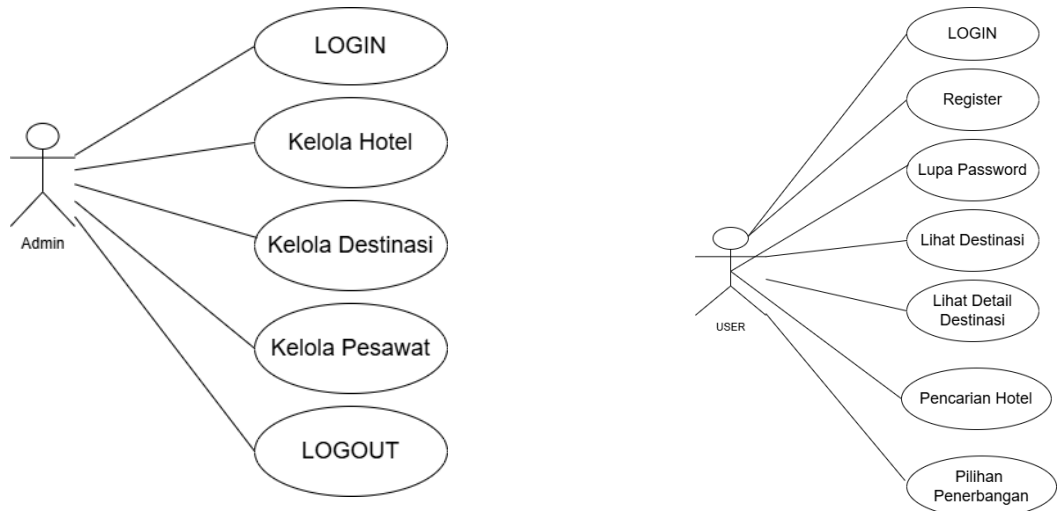 LOGIN
Kelola Hotel
Admin
Kelola Destinasi
Kelola Pesawat
LOGOUT
LOGIN
Register
Lupa Password
Lihat Destinasi
USER
Lihat Detail
Destinasi
Pencarian Hotel
Pilihan
Penerbangan